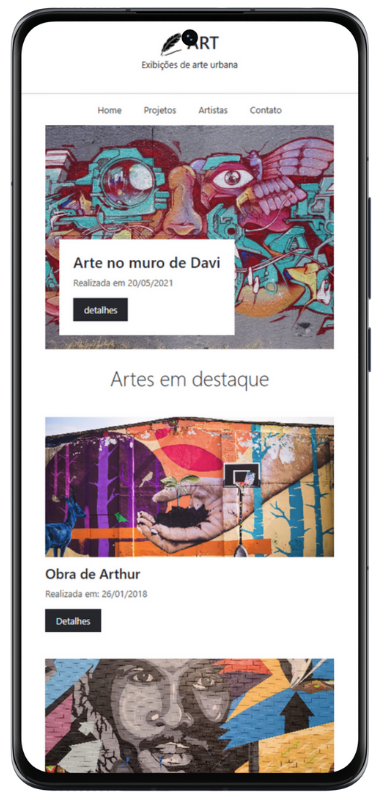 ART
Exibições de arte urbana
Home Projetos Artistas Contato
Arte no muro de Davi
Realizada em 20/05/2021
detalhes
Artes em destaque
Obra de Arthur
Realizada em: 26/01/2018
Detalhes